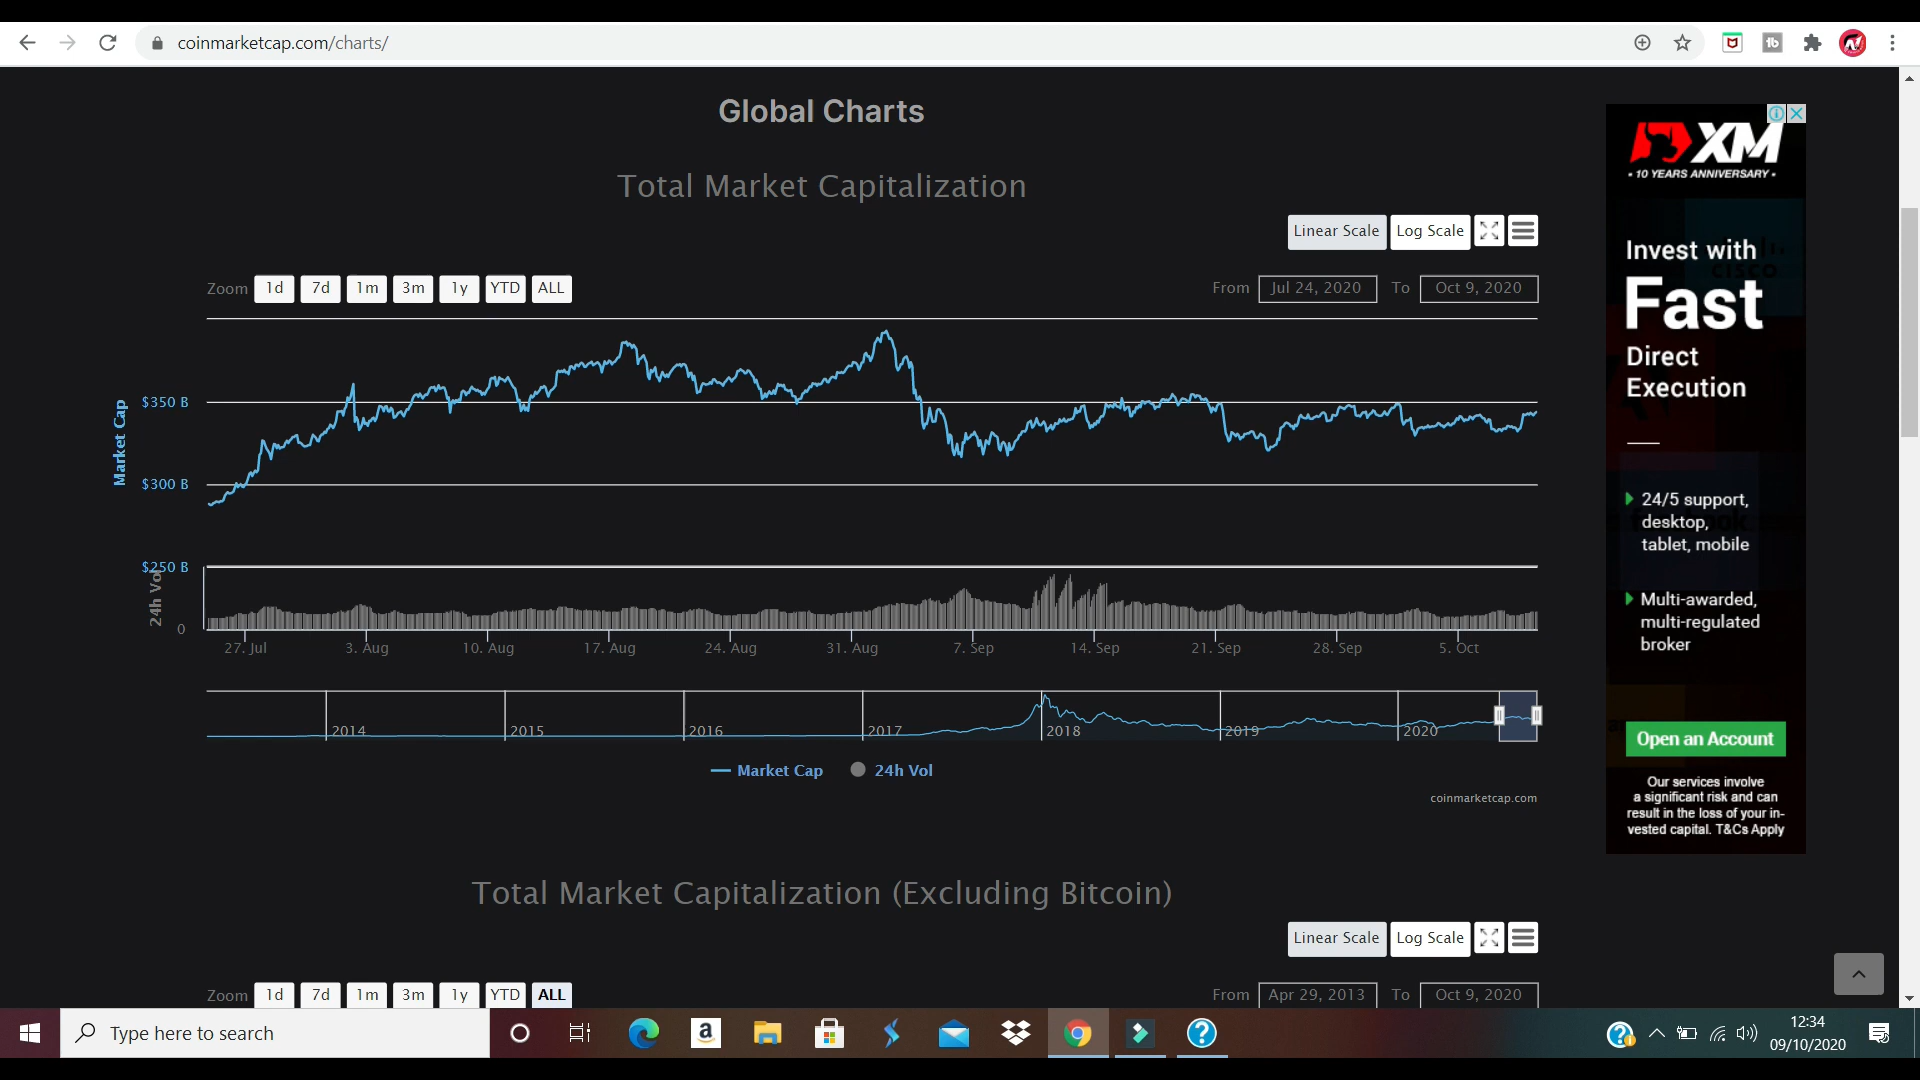 coinmarketcap.com/charts/
Global Charts
Total Market Capitalization
Linear Scale Log Scale
Zoom 1d 7d 1m 3m 1y YTD ALL
From Jul 24, 2020 To Oct 9, 2020
Market Cap
$350 B
$300 B
$250 B
24h Vol
0
27. Jul 3. Aug 10. Aug 17. Aug 24. Aug 31. Aug 7. Sep 14. Sep 21. Sep 28. Sep 5. Oct
2014 2015 2016 2017 2018 2019 2020
Market Cap 24h Vol
coinmarketcap.com
Total Market Capitalization (Excluding Bitcoin)
Linear Scale Log Scale
Zoom 1d 7d 1m 3m 1y YTD ALL
From Apr 29, 2013 To Oct 9, 2020
XM
10 YEARS ANNIVERSARY
Invest with
Fast
Direct
Execution
24/5 support,
desktop,
tablet, mobile
Multi-awarded,
multi-regulated
broker
Open an Account
Our services involve
a significant risk and can
result in the loss of your in-
vested capital. T&Cs Apply
Type here to search
12:34
09/10/2020